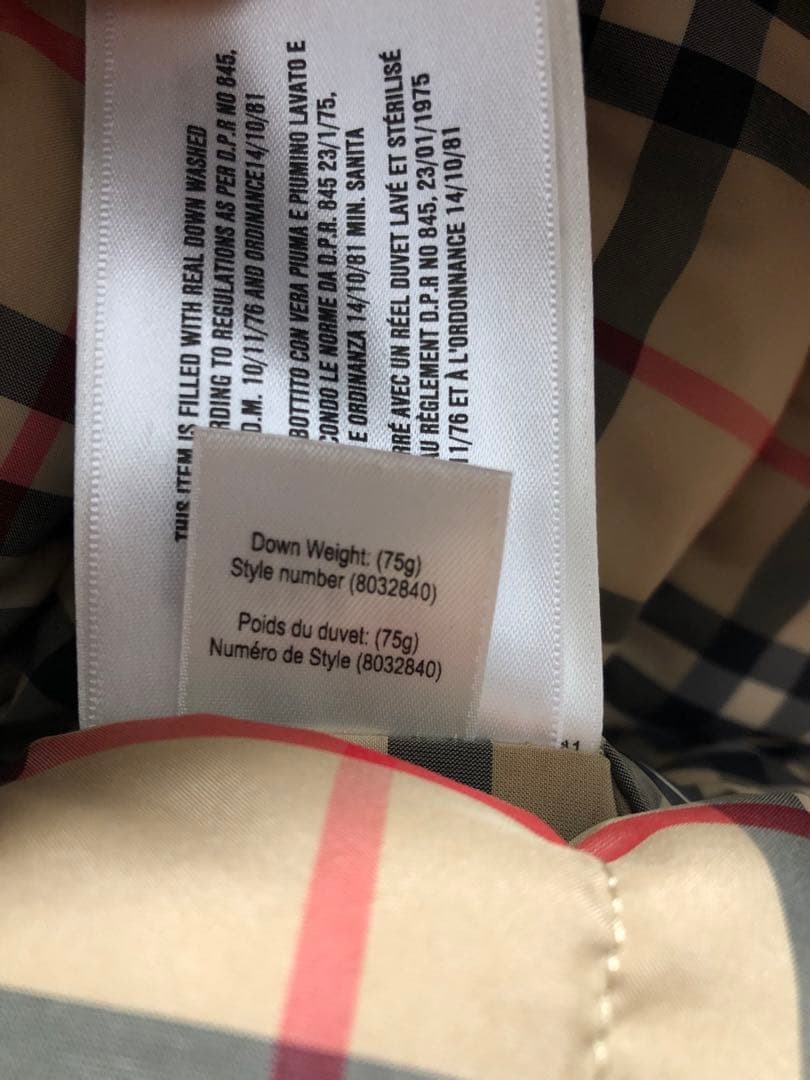 THIS ITEM IS FILLED WITH REAL DOWN WASHED
RDING TO REGULATIONS AS PER D.P.R NO 845,
D.M. 10/11/76 AND ORDINANCE14/10/81
BOTTITO CON VERA PIUMA E PIUMINO LAVATO E
CONDO LE NORME DA D.P.R. 845 23/1/75,
E ORDINANZA 14/10/81 MIN. SANITA
RRÉ AVEC UN RÉEL DUVET LAVÉ ET STÉRILISÉ
AU RÈGLEMENT D.P.R NO 845, 23/01/1975
11/76 ET À L'ORDONNANCE 14/10/81
Down Weight: (75g)
Style number (8032840)
Poids du duvet: (75g)
Numéro de Style (8032840)